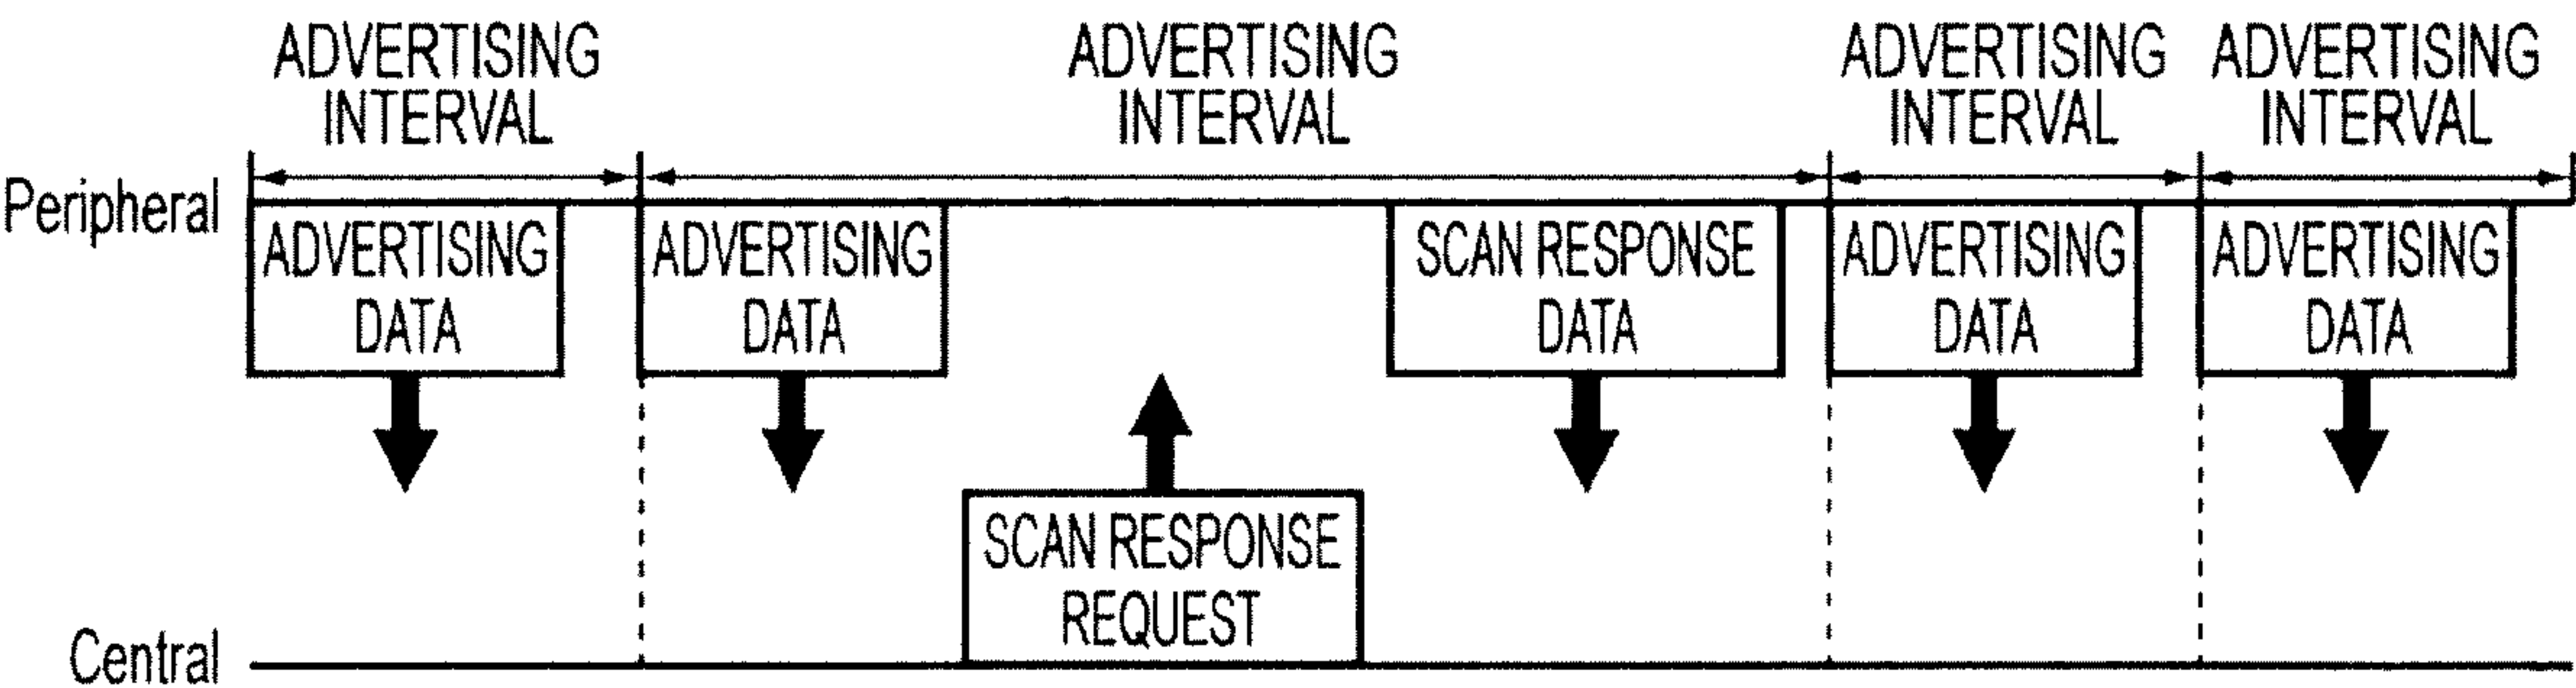 ADVERTISING
INTERVAL
ADVERTISING
INTERVAL
ADVERTISING
INTERVAL
ADVERTISING
INTERVAL
Peripheral
ADVERTISING
DATA
ADVERTISING
DATA
SCAN RESPONSE
DATA
ADVERTISING
DATA
ADVERTISING
DATA
SCAN RESPONSE
REQUEST
Central